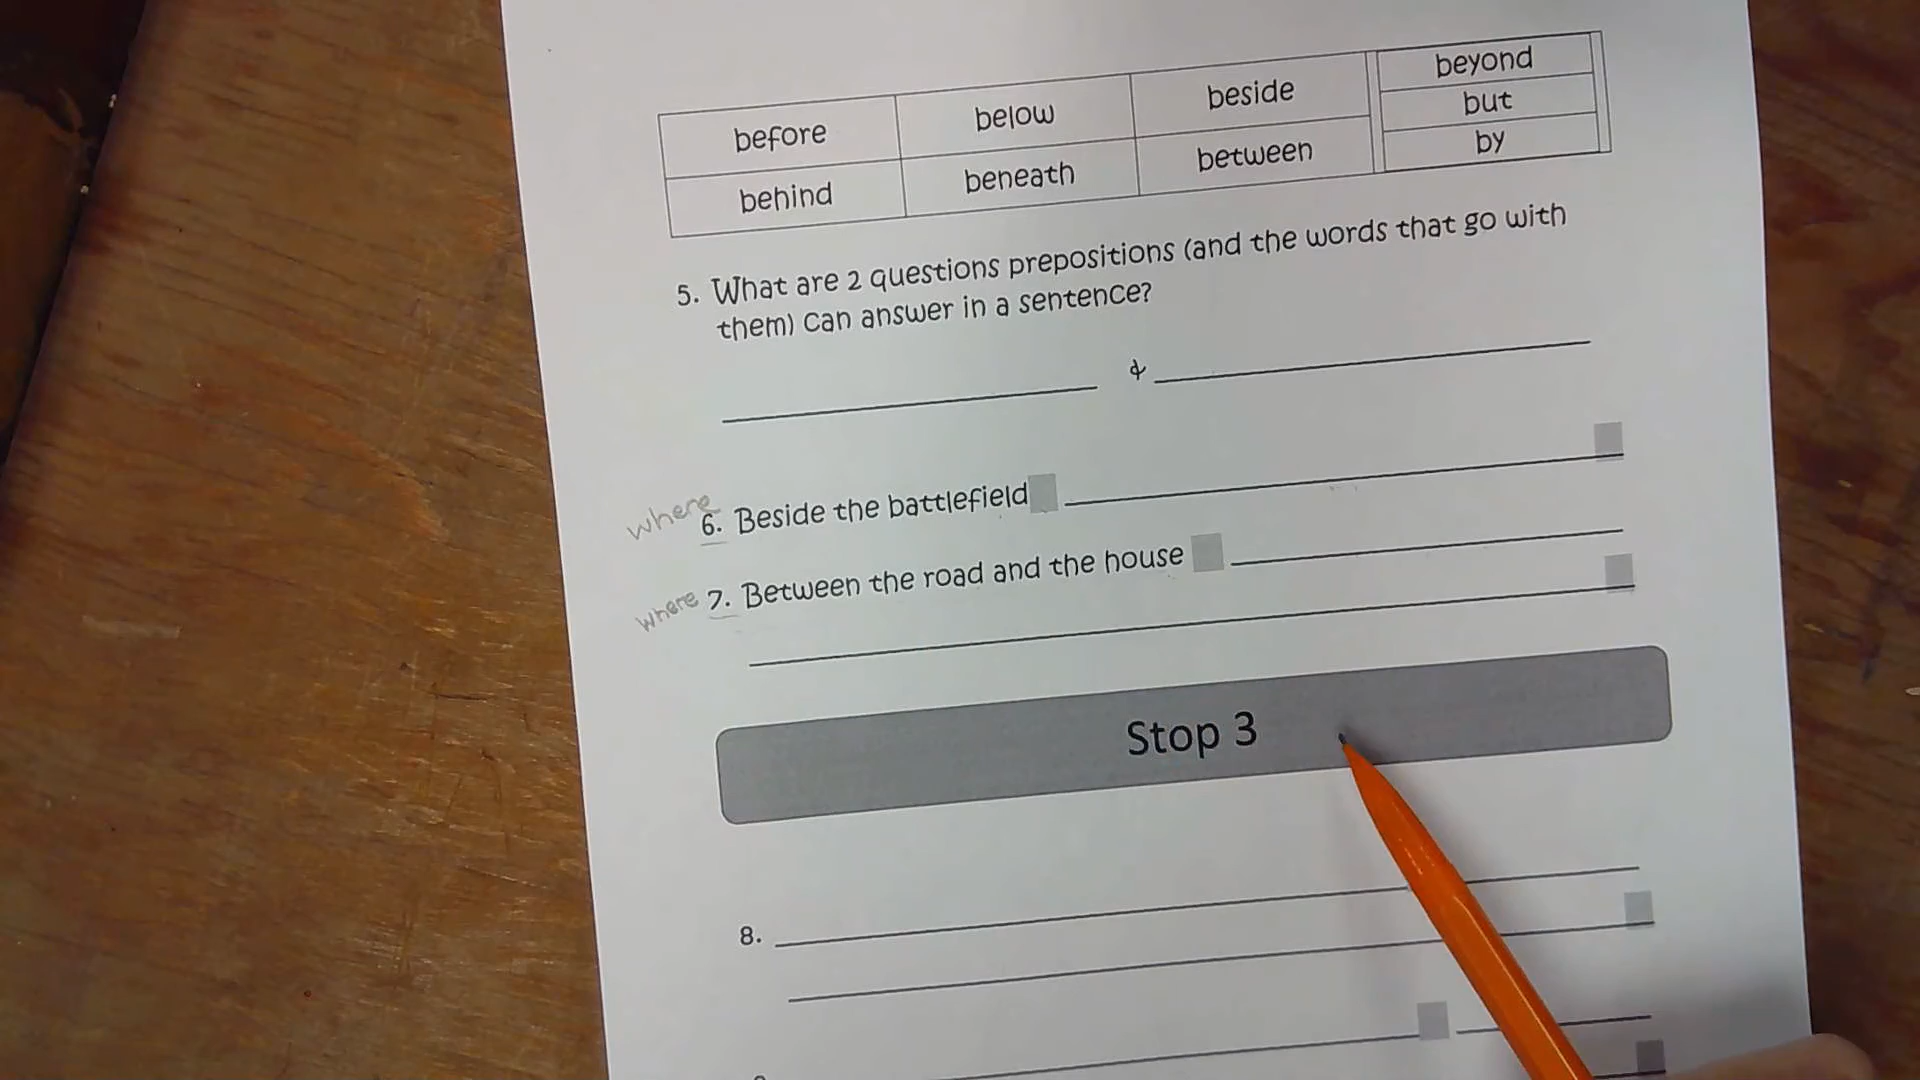 before below beside beyond
but
behind beneath between by
5. What are 2 questions prepositions (and the words that go with
them) can answer in a sentence?
&
where
6. Beside the battlefield
where 7. Between the road and the house
Stop 3
8.